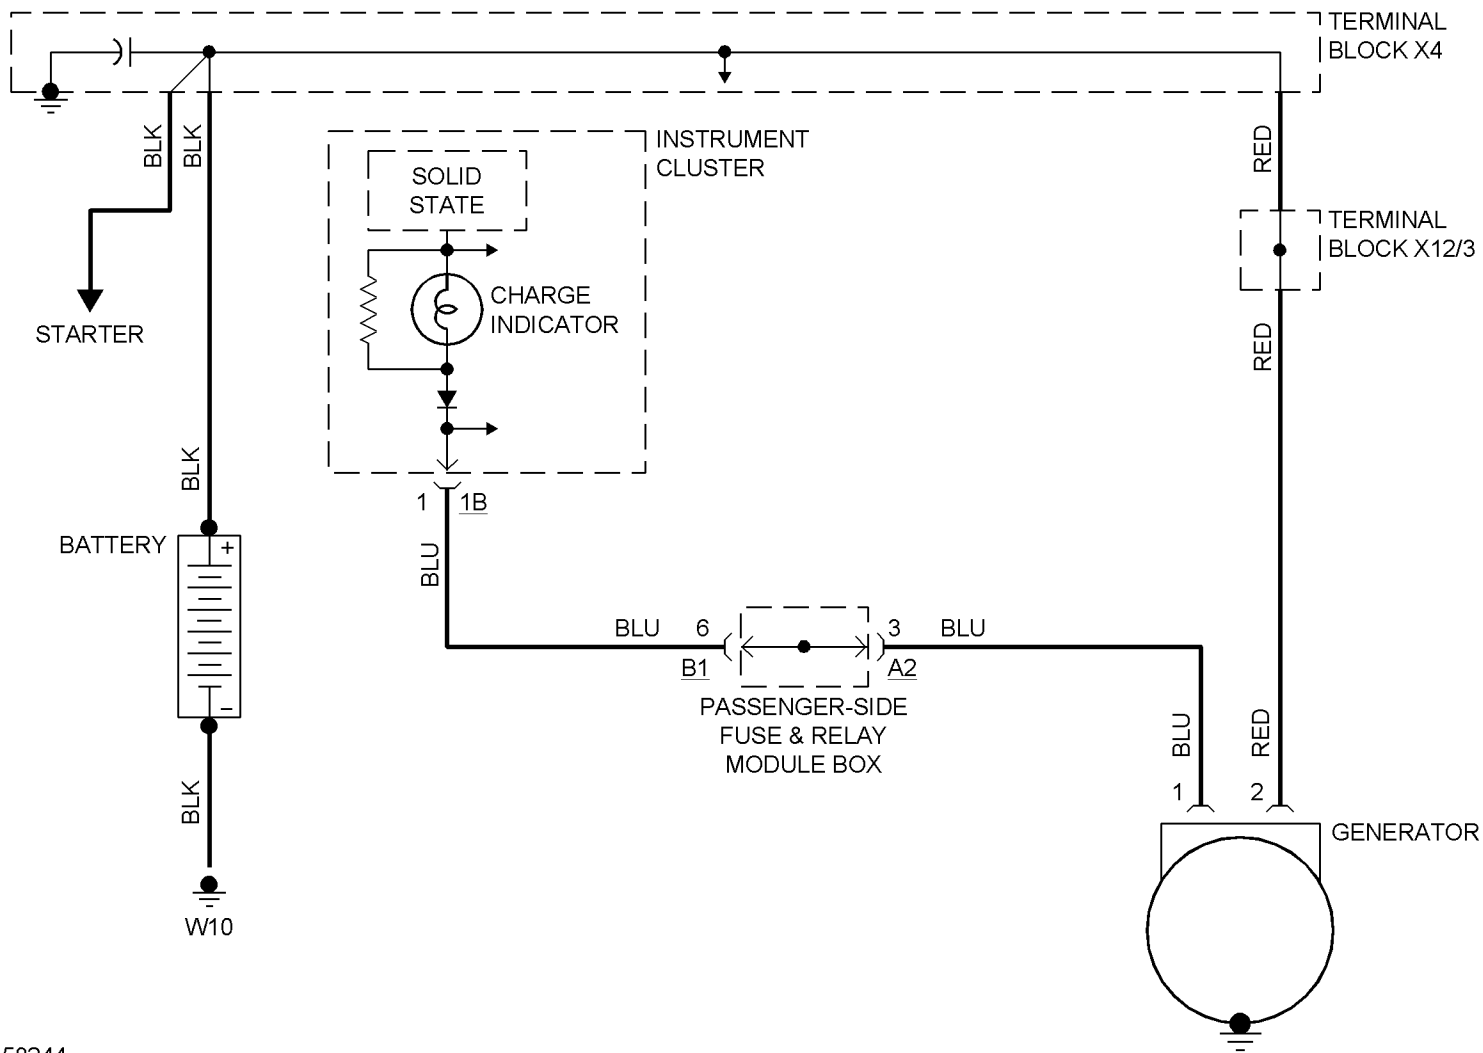 TERMINAL
BLOCK X4
BLK
BLK
RED
INSTRUMENT
CLUSTER
SOLID
STATE
TERMINAL
BLOCK X12/3
CHARGE
INDICATOR
STARTER
RED
BLK
1 1B
BATTERY
+
BLU
BLU 6
3 BLU
B1
A2
PASSENGER-SIDE
FUSE & RELAY
MODULE BOX
–
BLU
RED
BLK
1
2
GENERATOR
W10